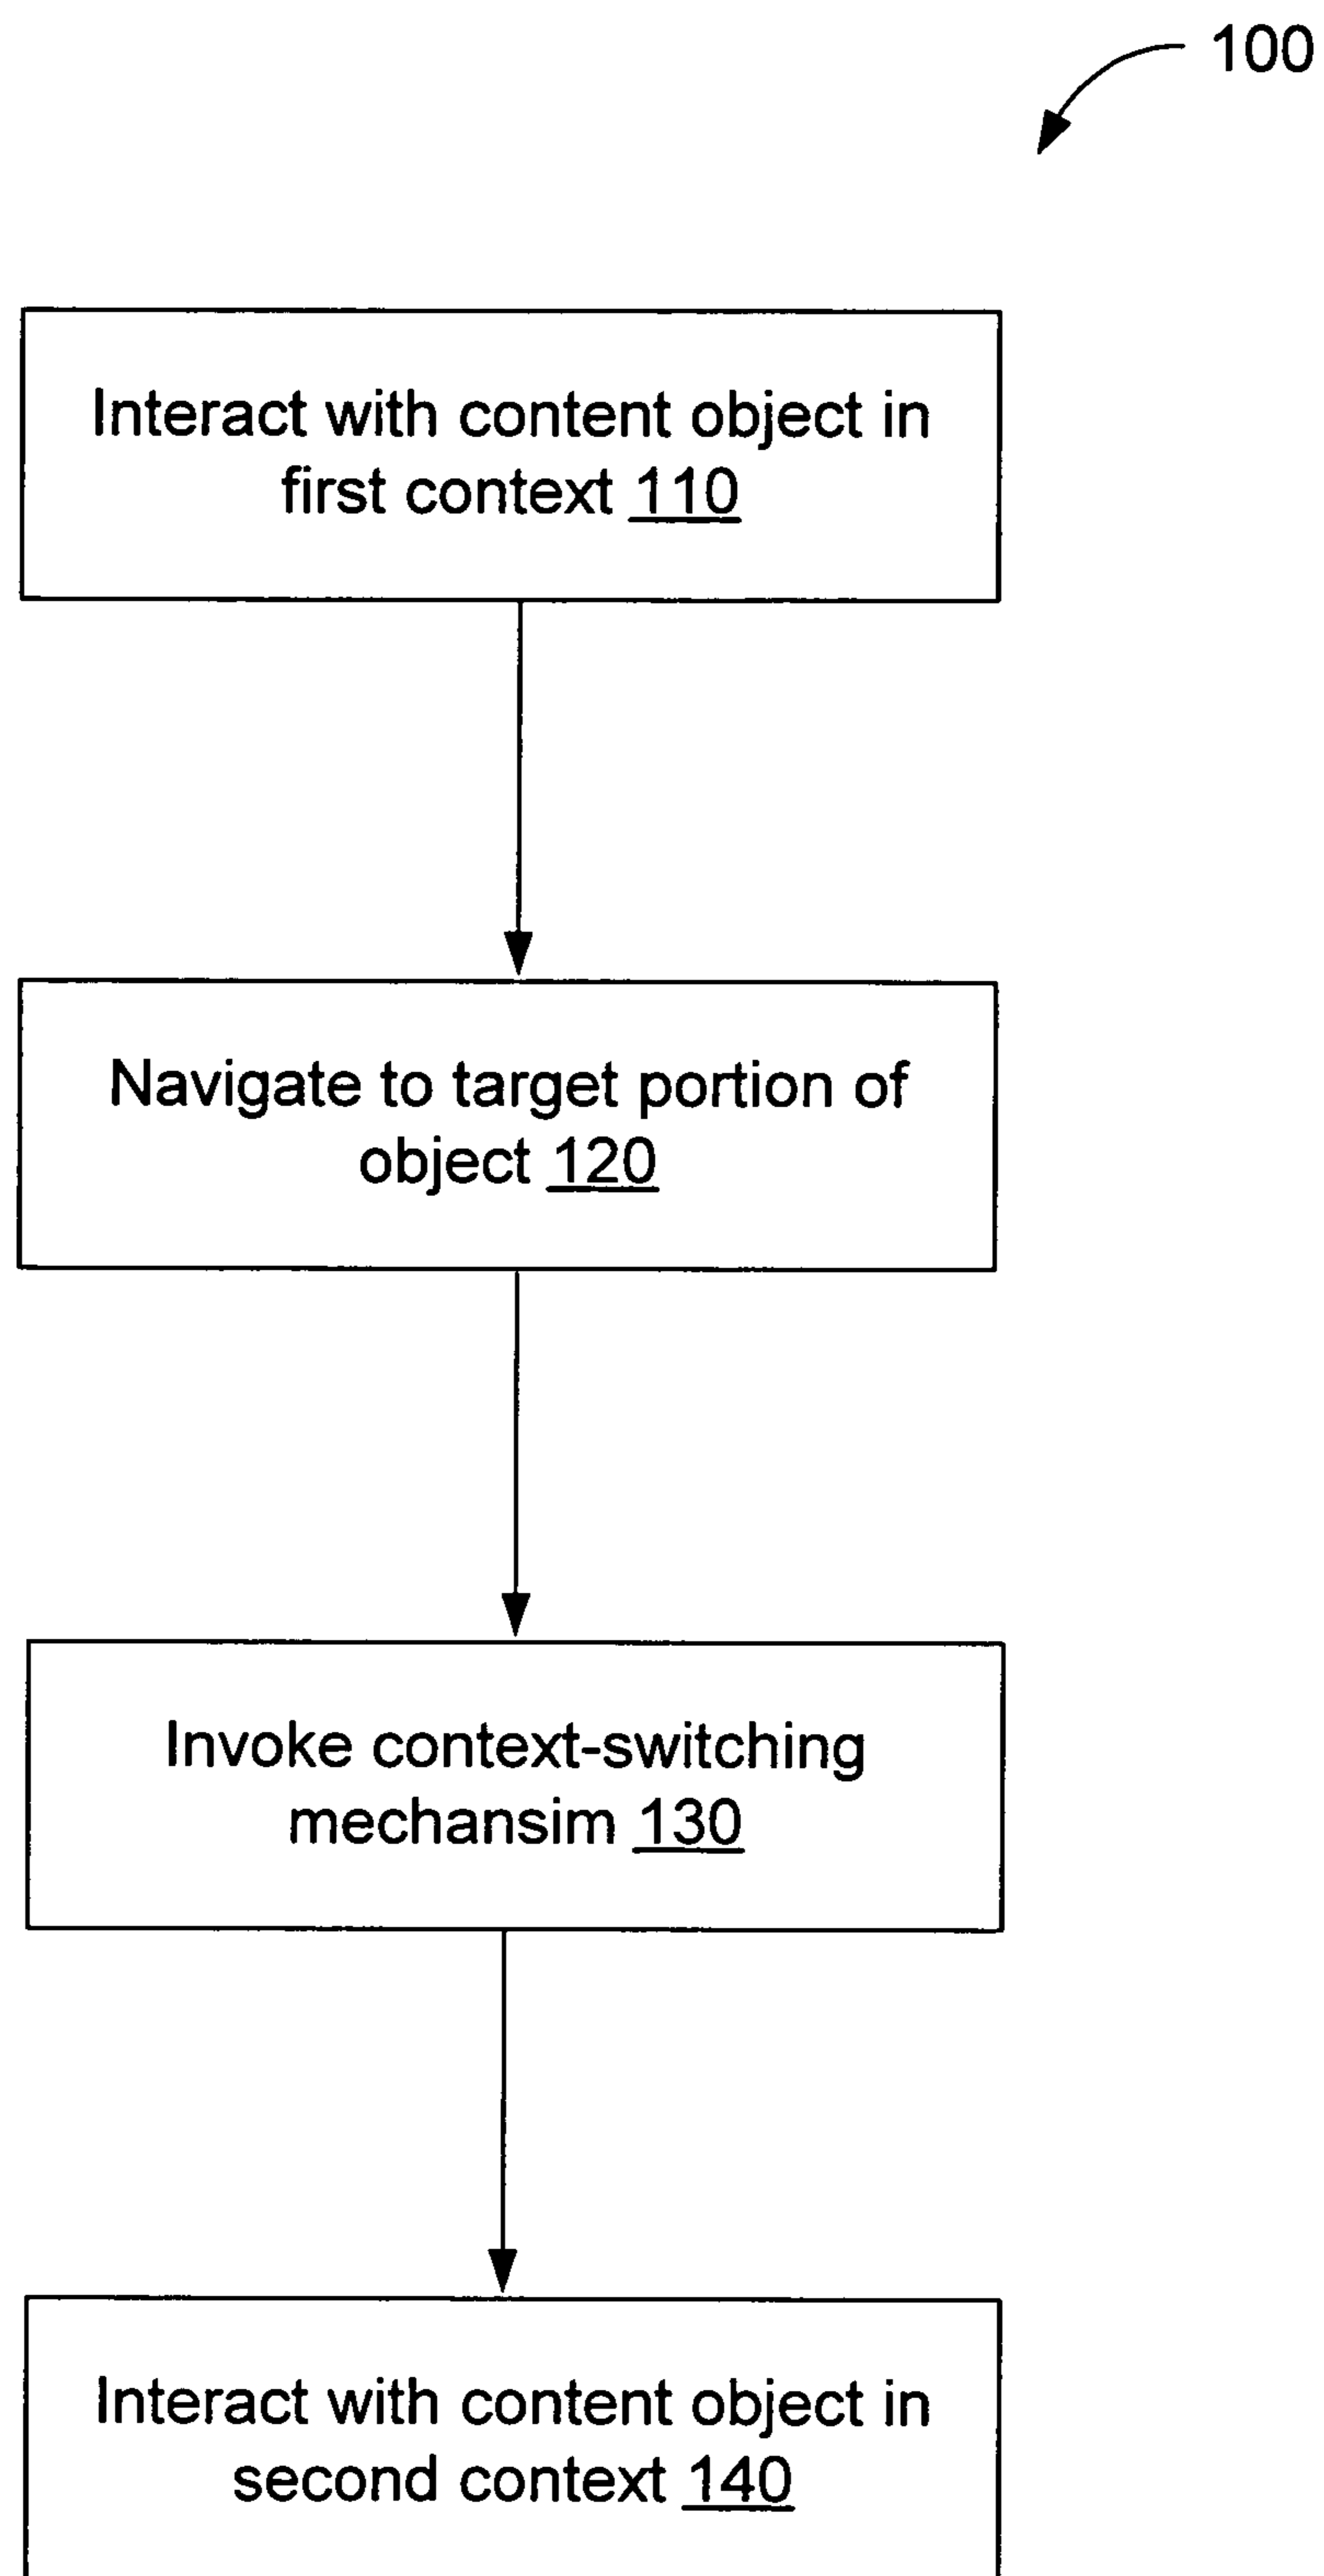 100
Interact with content object in
first context 110
Navigate to target portion of
object 120
Invoke context-switching
mechansim 130
Interact with content object in
second context 140